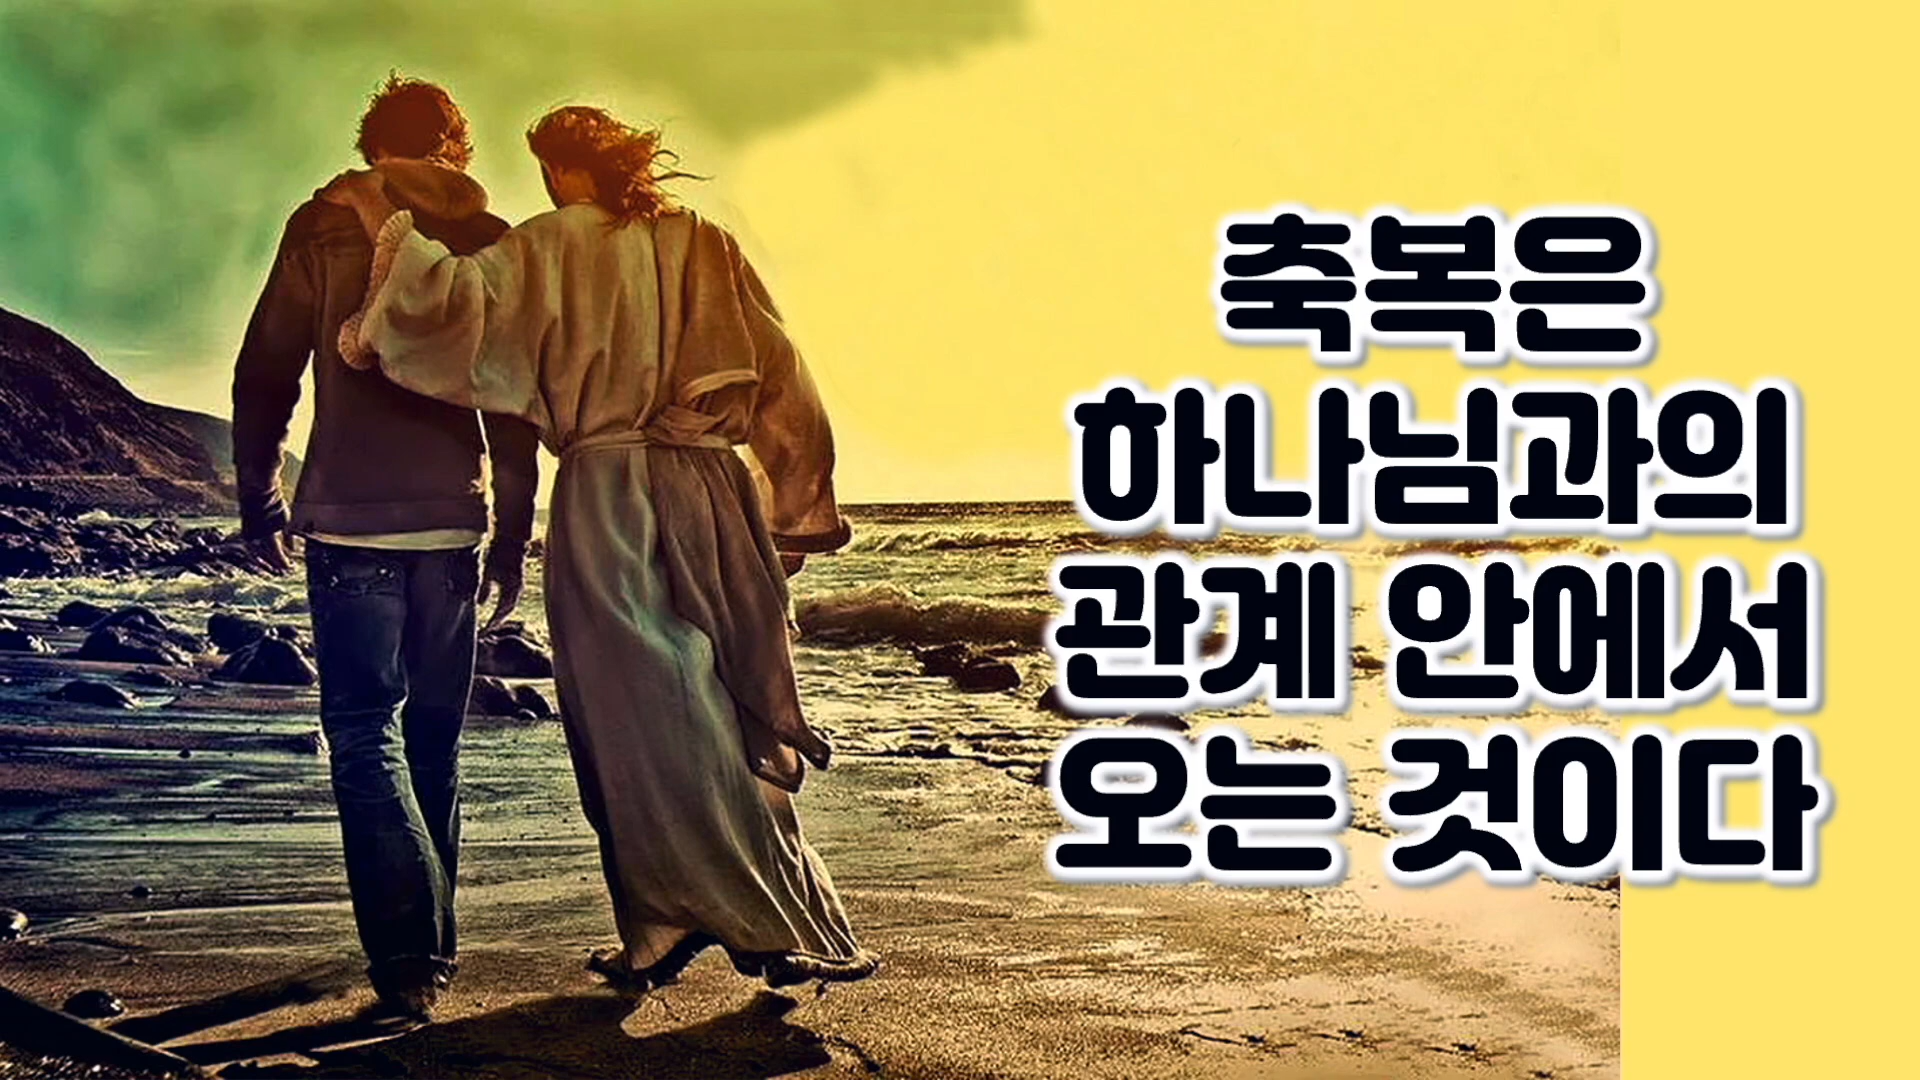 축복은
하나님과의
관계 안에서
오는 것이다